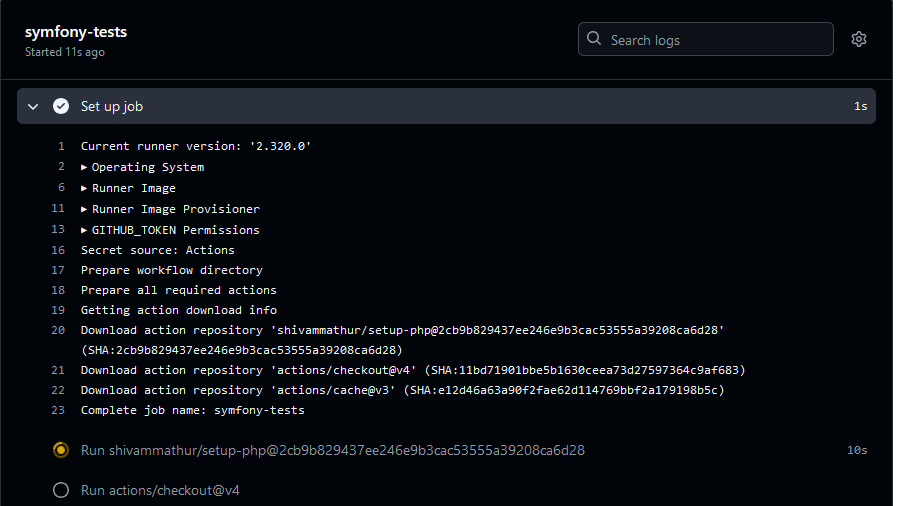 symfony-tests
Started 11s ago
Search logs
Set up job 1s
1 Current runner version: '2.320.0'
2 ▸ Operating System
6 ▸ Runner Image
11 ▸ Runner Image Provisioner
13 ▸ GITHUB_TOKEN Permissions
16 Secret source: Actions
17 Prepare workflow directory
18 Prepare all required actions
19 Getting action download info
20 Download action repository 'shivammathur/setup-php@2cb9b829437ee246e9b3cac53555a39208ca6d28'
(SHA:2cb9b829437ee246e9b3cac53555a39208ca6d28)
21 Download action repository 'actions/checkout@v4' (SHA:11bd71901bbe5b1630ceea73d27597364c9af683)
22 Download action repository 'actions/cache@v3' (SHA:e12d46a63a90f2fae62d114769bbf2a179198b5c)
23 Complete job name: symfony-tests
Run shivammathur/setup-php@2cb9b829437ee246e9b3cac53555a39208ca6d28 10s
Run actions/checkout@v4